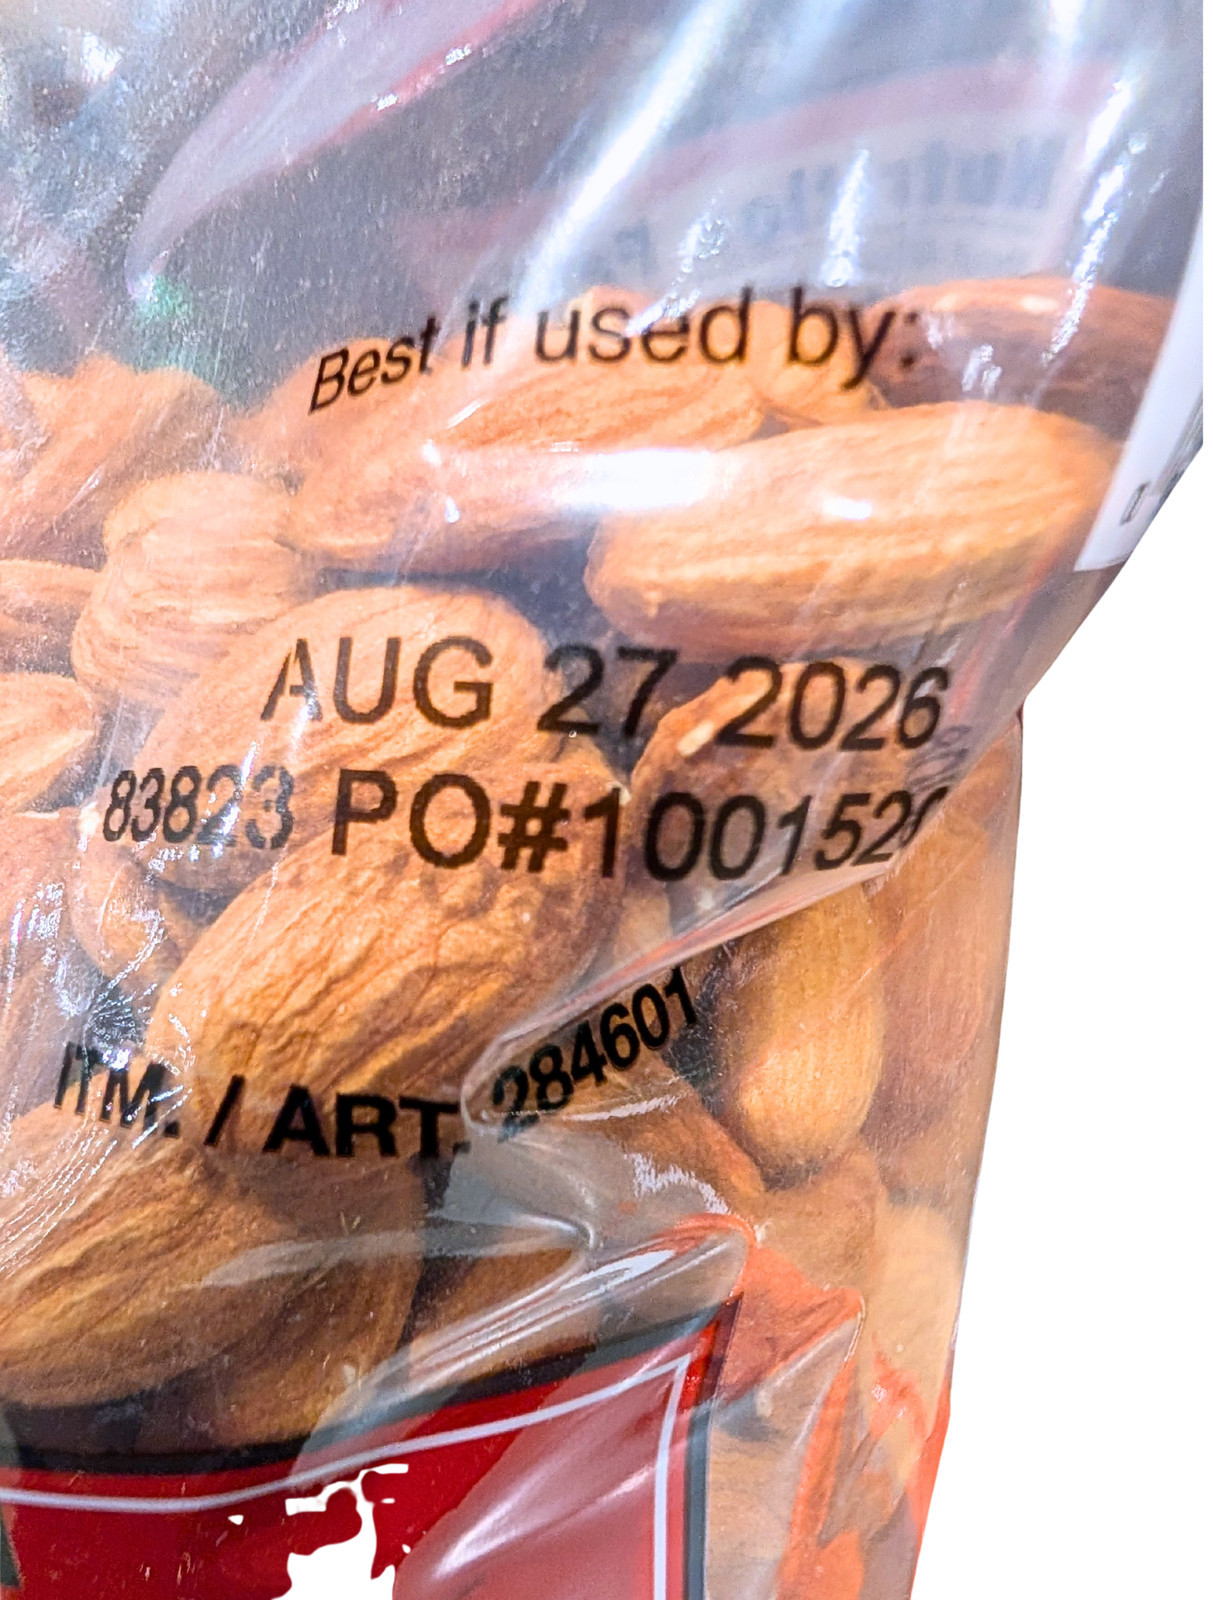 Best if used by:
AUG 27 2026
83823 PO#100152
ITM. / ART. 284601